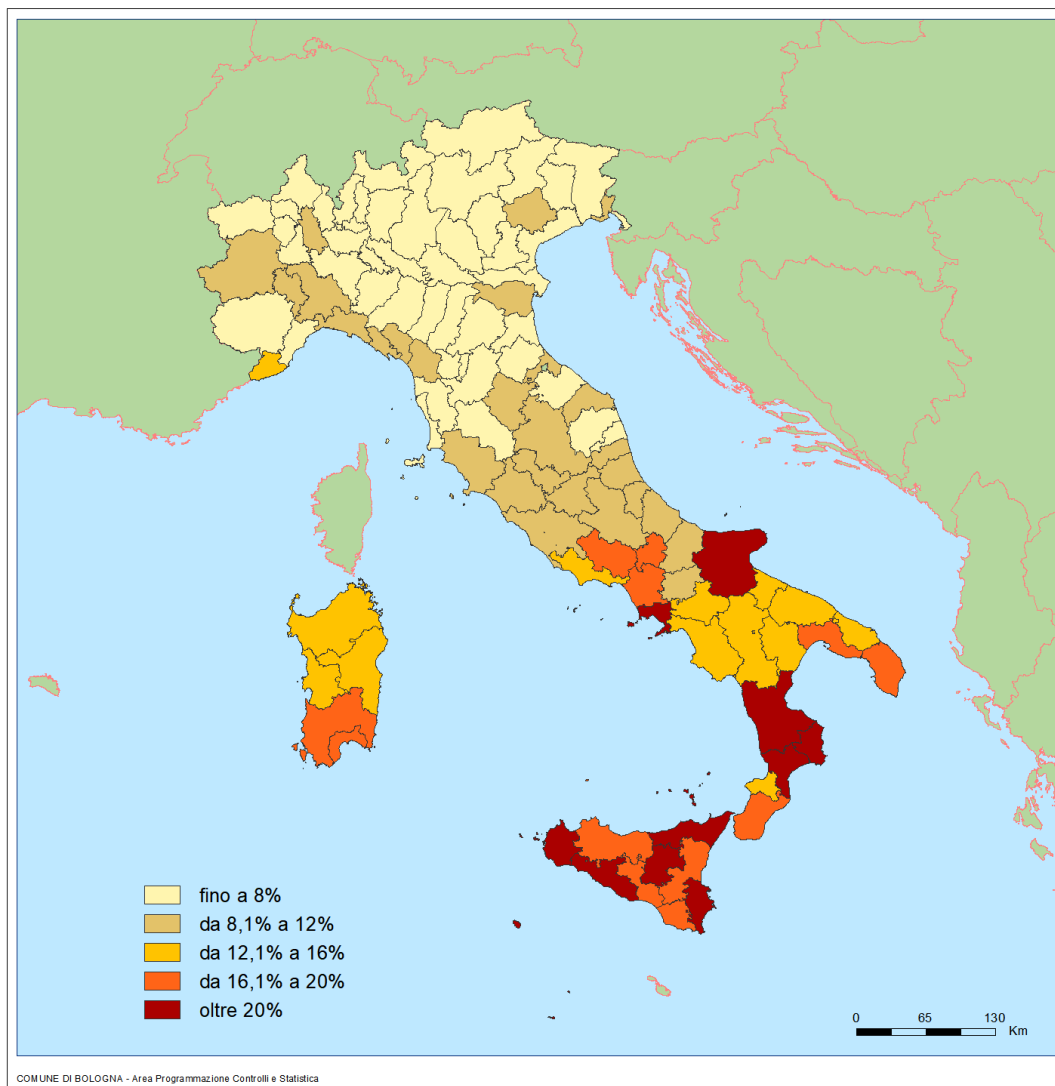 fino a 8%
da 8,1% a 12%
da 12,1% a 16%
da 16,1% a 20%
oltre 20%
0 65 130
Km
COMUNE DI BOLOGNA - Area Programmazione Controlli e Statistica